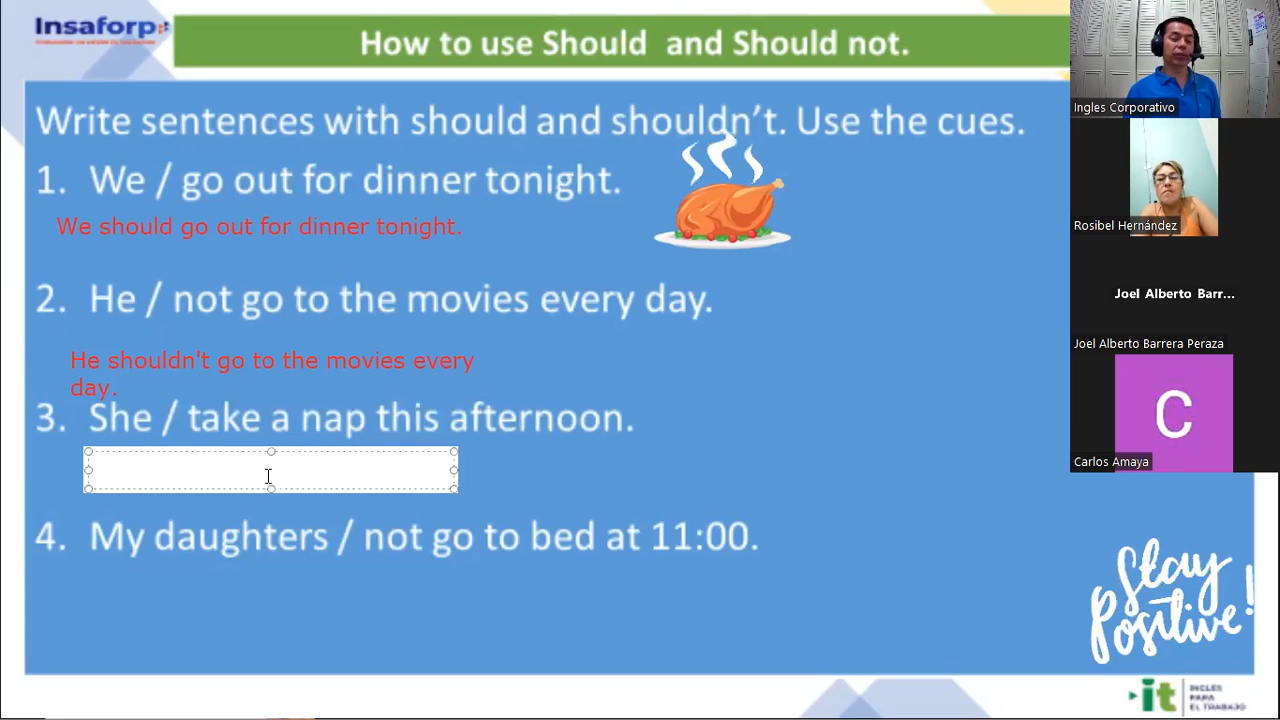 Insaforp
How to use Should and Should not.
Write sentences with should and shouldn't. Use the cues.
1. We / go out for dinner tonight.
We should go out for dinner tonight.
2. He / not go to the movies every day.
He shouldn't go to the movies every
day.
3. She / take a nap this afternoon.
4. My daughters / not go to bed at 11:00.
Stay
Positive!
it
INGLÉS
PARA
EL TRABAJO
Ingles Corporativo
Rosibel Hernández
Joel Alberto Barr...
Joel Alberto Barrera Peraza
C
Carlos Amaya